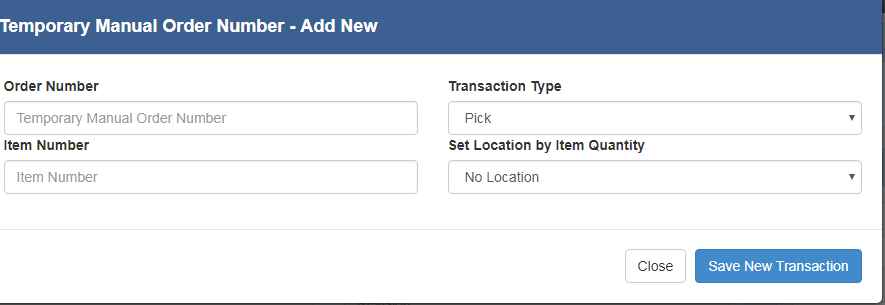 Temporary Manual Order Number - Add New
Order Number
Transaction Type
Temporary Manual Order Number
Pick
Item Number
Set Location by Item Quantity
Item Number
No Location
Close
Save New Transaction